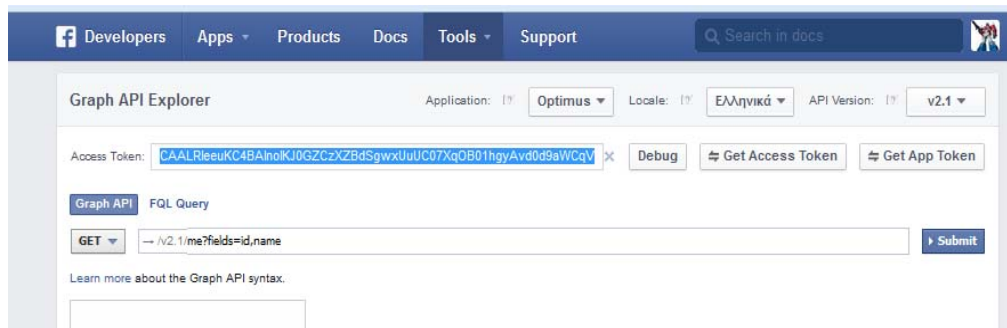 Developers Apps Products Docs Tools Support Search in docs
Graph API Explorer Application: [?] Optimus Locale: [?] Ελληνικά API Version: [?] v2.1
Access Token: CAALRleeuKC4BAlnolKJ0GZCzXZBdSgwxUuUC07XqOB01hgyAvd0d9aWCqV × Debug Get Access Token Get App Token
Graph API FQL Query
GET → /v2.1/me?fields=id,name Submit
Learn more about the Graph API syntax.